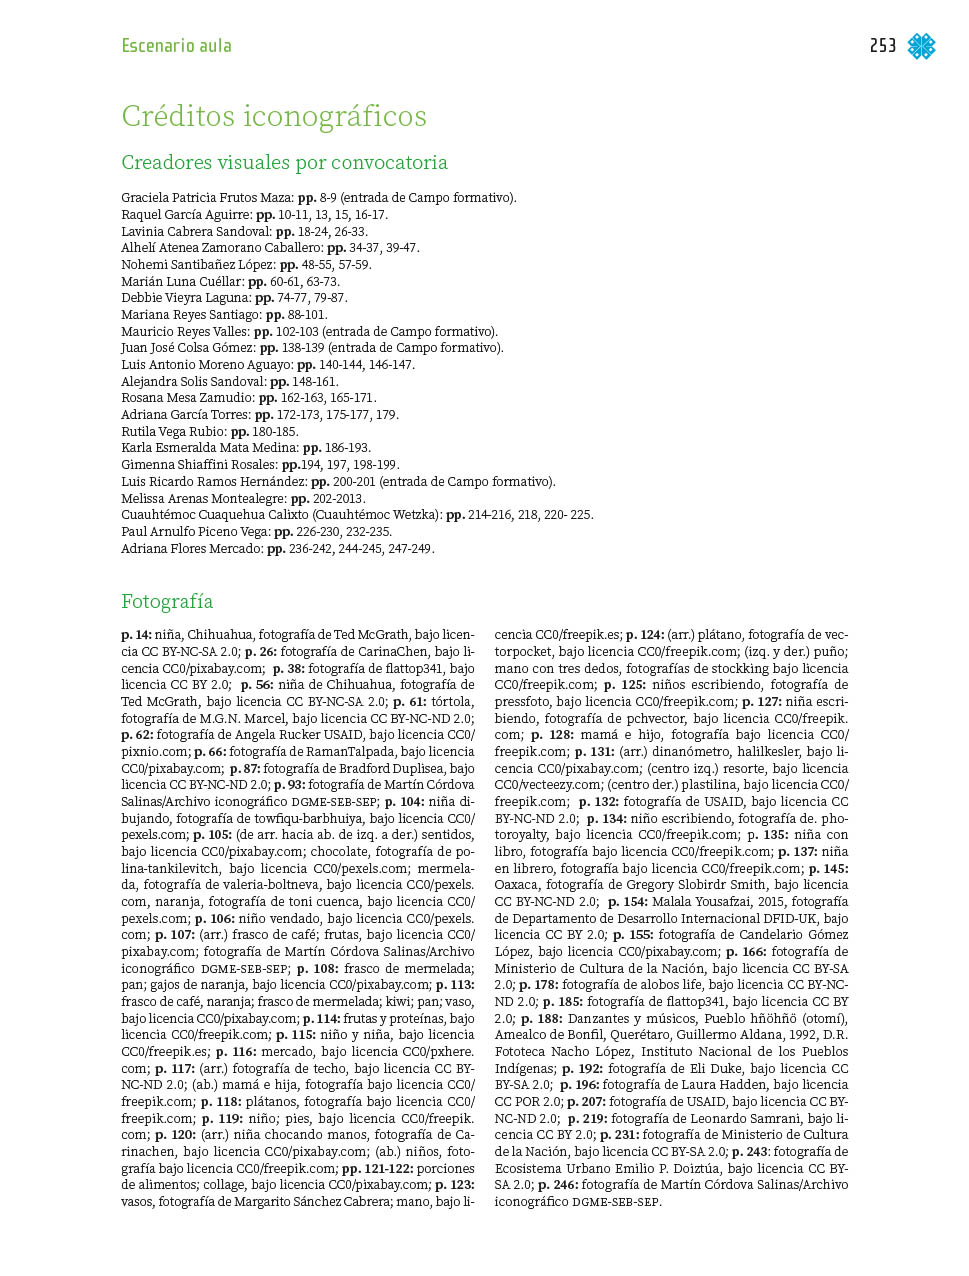 Escenario aula
253
Créditos iconográficos
Creadores visuales por convocatoria
Graciela Patricia Frutos Maza: pp. 8-9 (entrada de Campo formativo).
Raquel García Aguirre: pp. 10-11, 13, 15, 16-17.
Lavinia Cabrera Sandoval: pp. 18-24, 26-33.
Alhelí Atenea Zamorano Caballero: pp. 34-37, 39-47.
Nohemi Santibañez López: pp. 48-55, 57-59.
Marián Luna Cuéllar: pp. 60-61, 63-73.
Debbie Vieyra Laguna: pp. 74-77, 79-87.
Mariana Reyes Santiago: pp. 88-101.
Mauricio Reyes Valles: pp. 102-103 (entrada de Campo formativo).
Juan José Colsa Gómez: pp. 138-139 (entrada de Campo formativo).
Luis Antonio Moreno Aguayo: pp. 140-144, 146-147.
Alejandra Solis Sandoval: pp. 148-161.
Rosana Mesa Zamudio: pp. 162-163, 165-171.
Adriana García Torres: pp. 172-173, 175-177, 179.
Rutila Vega Rubio: pp. 180-185.
Karla Esmeralda Mata Medina: pp. 186-193.
Gimenna Shiaffini Rosales: pp.194, 197, 198-199.
Luis Ricardo Ramos Hernández: pp. 200-201 (entrada de Campo formativo).
Melissa Arenas Montealegre: pp. 202-2013.
Cuauhtémoc Cuaquehua Calixto (Cuauhtémoc Wetzka): pp. 214-216, 218, 220- 225.
Paul Arnulfo Piceno Vega: pp. 226-230, 232-235.
Adriana Flores Mercado: pp. 236-242, 244-245, 247-249.
Fotografía
p. 14: niña, Chihuahua, fotografía de Ted McGrath, bajo licen-
cia CC BY-NC-SA 2.0; p. 26: fotografía de CarinaChen, bajo li-
cencia CC0/pixabay.com; p. 38: fotografía de flattop341, bajo
licencia CC BY 2.0; p. 56: niña de Chihuahua, fotografía de
Ted McGrath, bajo licencia CC BY-NC-SA 2.0; p. 61: tórtola,
fotografía de M.G.N. Marcel, bajo licencia CC BY-NC-ND 2.0;
p. 62: fotografía de Angela Rucker USAID, bajo licencia CC0/
pixnio.com; p. 66: fotografía de RamanTalpada, bajo licencia
CC0/pixabay.com; p. 87: fotografía de Bradford Duplisea, bajo
licencia CC BY-NC-ND 2.0; p. 93: fotografía de Martín Córdova
Salinas/Archivo iconográfico DGME-SEB-SEP; p. 104: niña di-
bujando, fotografía de towfiqu-barbhuiya, bajo licencia CC0/
pexels.com; p. 105: (de arr. hacia ab. de izq. a der.) sentidos,
bajo licencia CC0/pixabay.com; chocolate, fotografía de po-
lina-tankilevitch, bajo licencia CC0/pexels.com; mermela-
da, fotografía de valeria-boltneva, bajo licencia CC0/pexels.
com, naranja, fotografía de toni cuenca, bajo licencia CC0/
pexels.com; p. 106: niño vendado, bajo licencia CC0/pexels.
com; p. 107: (arr.) frasco de café; frutas, bajo licencia CC0/
pixabay.com; fotografía de Martín Córdova Salinas/Archivo
iconográfico DGME-SEB-SEP; p. 108: frasco de mermelada;
pan; gajos de naranja, bajo licencia CC0/pixabay.com; p. 113:
frasco de café, naranja; frasco de mermelada; kiwi; pan; vaso,
bajo licencia CC0/pixabay.com; p. 114: frutas y proteínas, bajo
licencia CC0/freepik.com; p. 115: niño y niña, bajo licencia
CC0/freepik.es; p. 116: mercado, bajo licencia CC0/pxhere.
com; p. 117: (arr.) fotografía de techo, bajo licencia CC BY-
NC-ND 2.0; (ab.) mamá e hija, fotografía bajo licencia CC0/
freepik.com; p. 118: plátanos, fotografía bajo licencia CC0/
freepik.com; p. 119: niño; pies, bajo licencia CC0/freepik.
com; p. 120: (arr.) niña chocando manos, fotografía de Ca-
rinachen, bajo licencia CC0/pixabay.com; (ab.) niños, foto-
grafía bajo licencia CC0/freepik.com; pp. 121-122: porciones
de alimentos; collage, bajo licencia CC0/pixabay.com; p. 123:
vasos, fotografía de Margarito Sánchez Cabrera; mano, bajo li-
cencia CC0/freepik.es; p. 124: (arr.) plátano, fotografía de vec-
torpocket, bajo licencia CC0/freepik.com; (izq. y der.) puño;
mano con tres dedos, fotografías de stockking bajo licencia
CC0/freepik.com; p. 125: niños escribiendo, fotografía de
pressfoto, bajo licencia CC0/freepik.com; p. 127: niña escri-
biendo, fotografía de pchvector, bajo licencia CC0/freepik.
com; p. 128: mamá e hijo, fotografía bajo licencia CC0/
freepik.com; p. 131: (arr.) dinanómetro, halilkesler, bajo li-
cencia CC0/pixabay.com; (centro izq.) resorte, bajo licencia
CC0/vecteezy.com; (centro der.) plastilina, bajo licencia CC0/
freepik.com; p. 132: fotografía de USAID, bajo licencia CC
BY-NC-ND 2.0; p. 134: niño escribiendo, fotografía de. pho-
toroyalty, bajo licencia CC0/freepik.com; p. 135: niña con
libro, fotografía bajo licencia CC0/freepik.com; p. 137: niña
en librero, fotografía bajo licencia CC0/freepik.com; p. 145:
Oaxaca, fotografía de Gregory Slobirdr Smith, bajo licencia
CC BY-NC-ND 2.0; p. 154: Malala Yousafzai, 2015, fotografía
de Departamento de Desarrollo Internacional DFID-UK, bajo
licencia CC BY 2.0; p. 155: fotografía de Candelario Gómez
López, bajo licencia CC0/pixabay.com; p. 166: fotografía de
Ministerio de Cultura de la Nación, bajo licencia CC BY-SA
2.0; p. 178: fotografía de alobos life, bajo licencia CC BY-NC-
ND 2.0; p. 185: fotografía de flattop341, bajo licencia CC BY
2.0; p. 188: Danzantes y músicos, Pueblo hñöhñö (otomí),
Amealco de Bonfil, Querétaro, Guillermo Aldana, 1992, D.R.
Fototeca Nacho López, Instituto Nacional de los Pueblos
Indígenas; p. 192: fotografía de Eli Duke, bajo licencia CC
BY-SA 2.0; p. 196: fotografía de Laura Hadden, bajo licencia
CC POR 2.0; p. 207: fotografía de USAID, bajo licencia CC BY-
NC-ND 2.0; p. 219: fotografía de Leonardo Samrani, bajo li-
cencia CC BY 2.0; p. 231: fotografía de Ministerio de Cultura
de la Nación, bajo licencia CC BY-SA 2.0; p. 243: fotografía de
Ecosistema Urbano Emilio P. Doiztúa, bajo licencia CC BY-
SA 2.0; p. 246: fotografía de Martín Córdova Salinas/Archivo
iconográfico DGME-SEB-SEP.